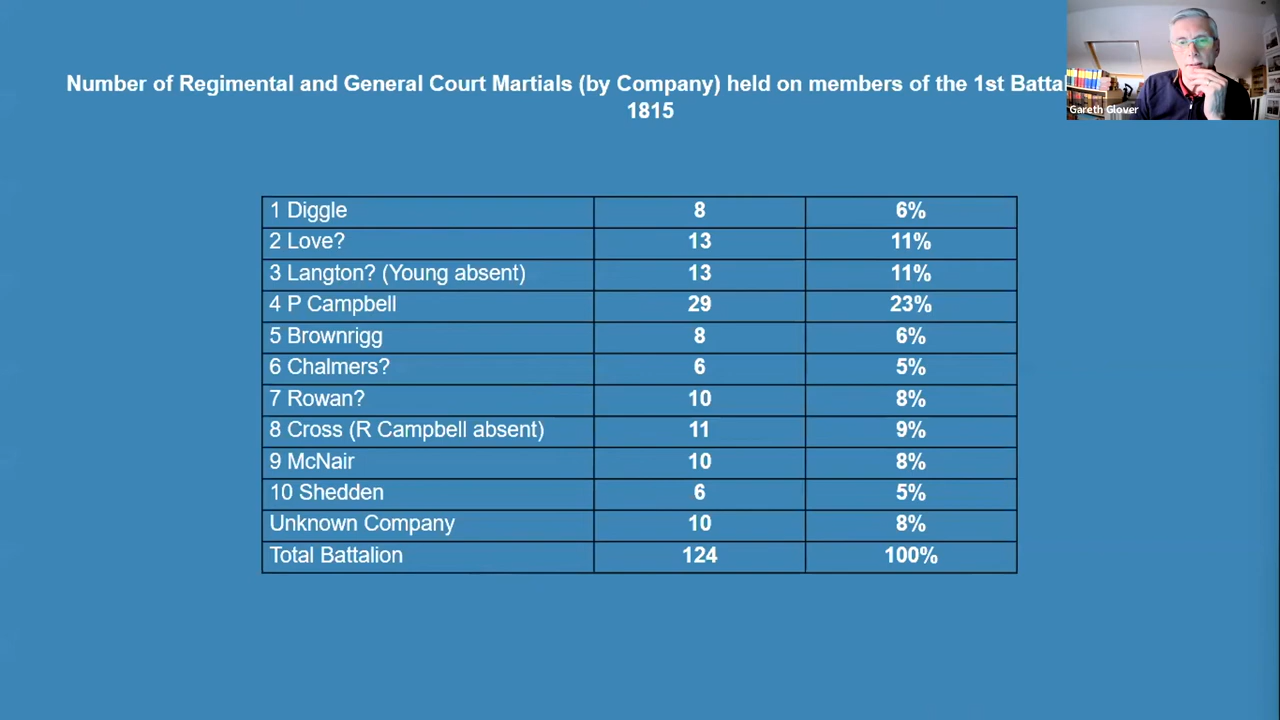 Number of Regimental and General Court Martials (by Company) held on members of the 1st Batta
1815
Gareth Glover
1 Diggle 8 6%
2 Love? 13 11%
3 Langton? (Young absent) 13 11%
4 P Campbell 29 23%
5 Brownrigg 8 6%
6 Chalmers? 6 5%
7 Rowan? 10 8%
8 Cross (R Campbell absent) 11 9%
9 McNair 10 8%
10 Shedden 6 5%
Unknown Company 10 8%
Total Battalion 124 100%